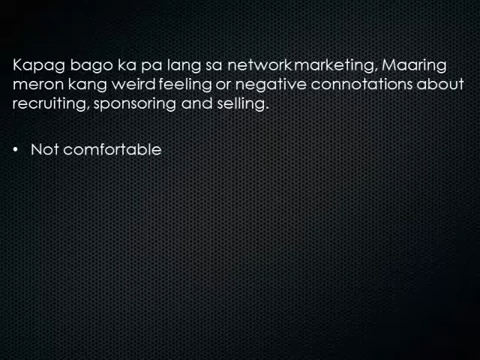 Kapag bago ka pa lang sa network marketing, Maaring
meron kang weird feeling or negative connotations about
recruiting, sponsoring and selling.
• Not comfortable